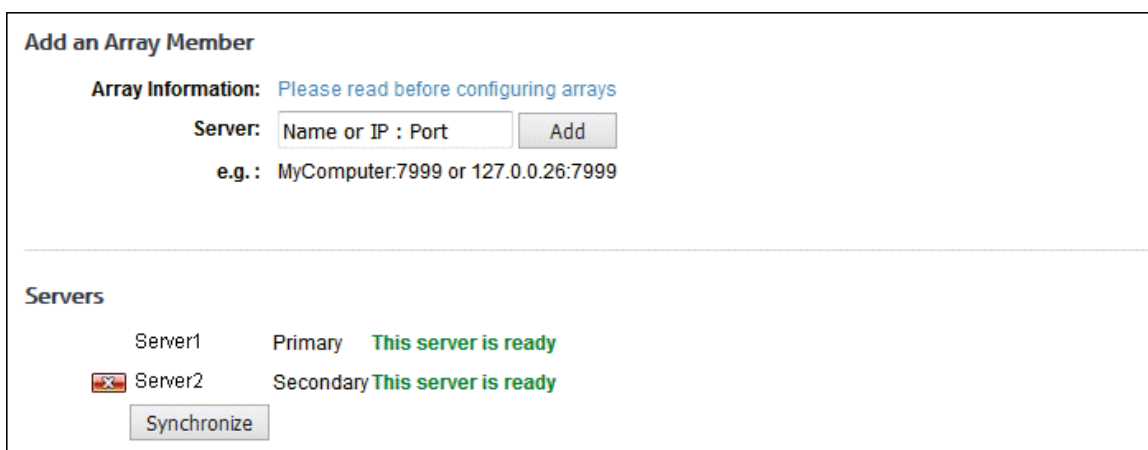 Add an Array Member
Array Information: Please read before configuring arrays
Server: Name or IP : Port Add
e.g. : MyComputer:7999 or 127.0.0.26:7999
Servers
Server1 Primary This server is ready
Server2 Secondary This server is ready
Synchronize